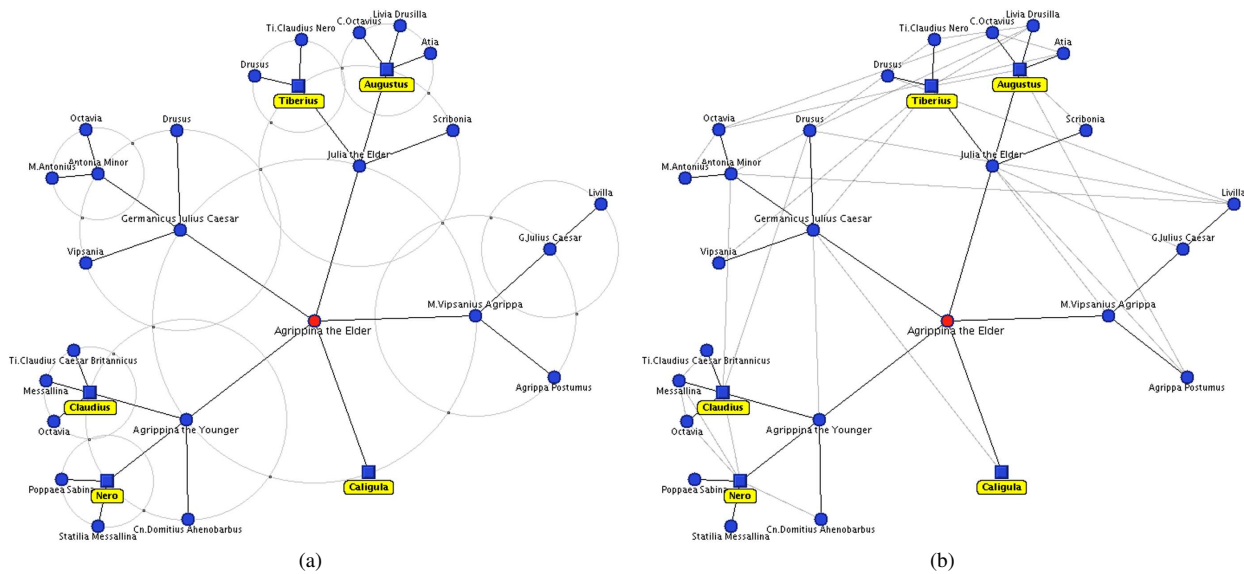 C.Octavius
Livia Drusilla
Ti.Claudius Nero
Atia
Drusus
Augustus
Tiberius
Octavia
Drusus
Scribonia
Julia the Elder
M.Antonius
Antonia Minor
Livilla
Germanicus Julius Caesar
G.Julius Caesar
Vipsania
M.Vipsanius Agrippa
Agrippina the Elder
Ti.Claudius Caesar Britannicus
Messallina
Agrippa Postumus
Claudius
Octavia
Agrippina the Younger
Poppaea Sabina
Nero
Caligula
Statilia Messallina
Cn.Domitius Ahenobarbus
(a)
Livia Drusilla
C.Octavius
Ti.Claudius Nero
Atia
Drusus
Augustus
Tiberius
Octavia
Drusus
Scribonia
Julia the Elder
M.Antonius
Antonia Minor
Livilla
Germanicus Julius Caesar
G.Julius Caesar
Vipsania
M.Vipsanius Agrippa
Agrippina the Elder
Ti.Claudius Caesar Britannicus
Messallina
Agrippa Postumus
Claudius
Octavia
Agrippina the Younger
Poppaea Sabina
Nero
Caligula
Statilia Messallina
Cn.Domitius Ahenobarbus
(b)